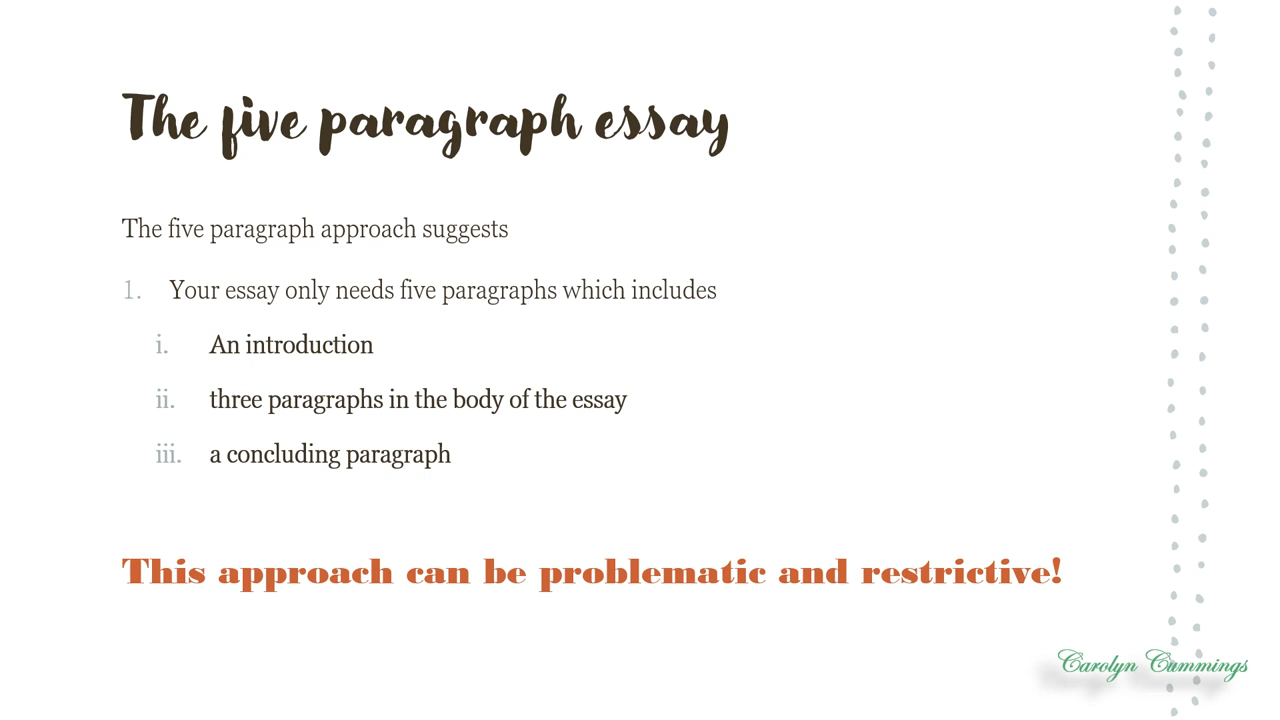 The five paragraph essay
The five paragraph approach suggests
1. Your essay only needs five paragraphs which includes
i. An introduction
ii. three paragraphs in the body of the essay
iii. a concluding paragraph
This approach can be problematic and restrictive!
Carolyn Cummings